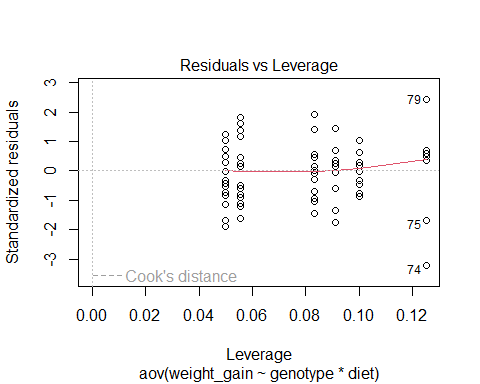 Residuals vs Leverage
Standardized residuals
3
2
1
0
-1
-2
-3
79
75
74
Cook's distance
0.00 0.02 0.04 0.06 0.08 0.10 0.12
Leverage
aov(weight_gain ~ genotype * diet)